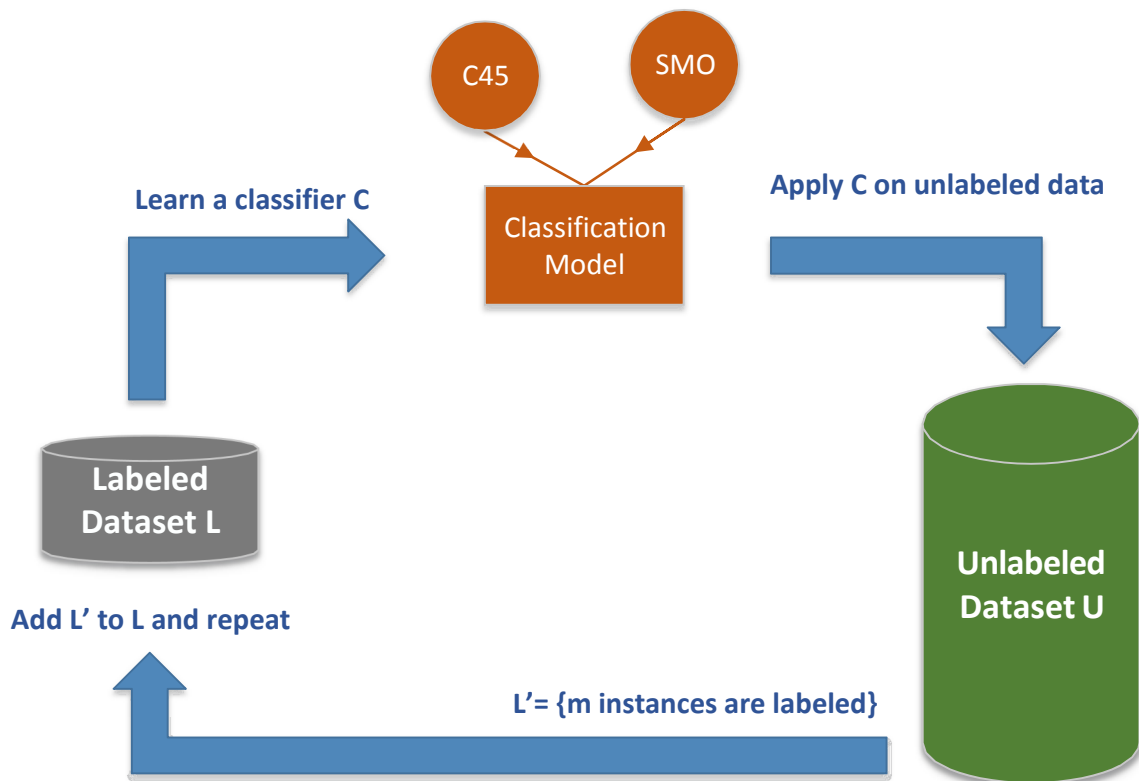 C45
SMO
Learn a classifier C
Apply C on unlabeled data
Classification
Model
Labeled
Dataset L
Unlabeled
Dataset U
Add L’ to L and repeat
L’= {m instances are labeled}